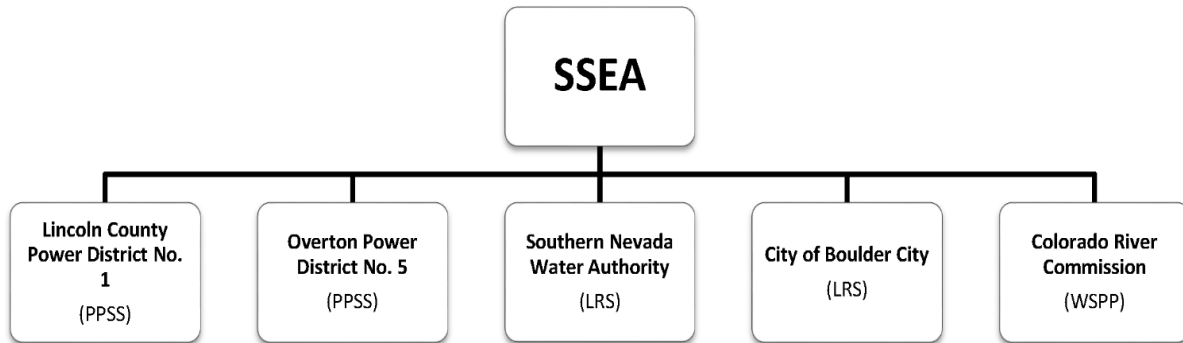 SSEA
Lincoln County
Power District No.
1
(PPSS)
Overton Power
District No. 5
(PPSS)
Southern Nevada
Water Authority
(LRS)
City of Boulder City
(LRS)
Colorado River
Commission
(WSPP)